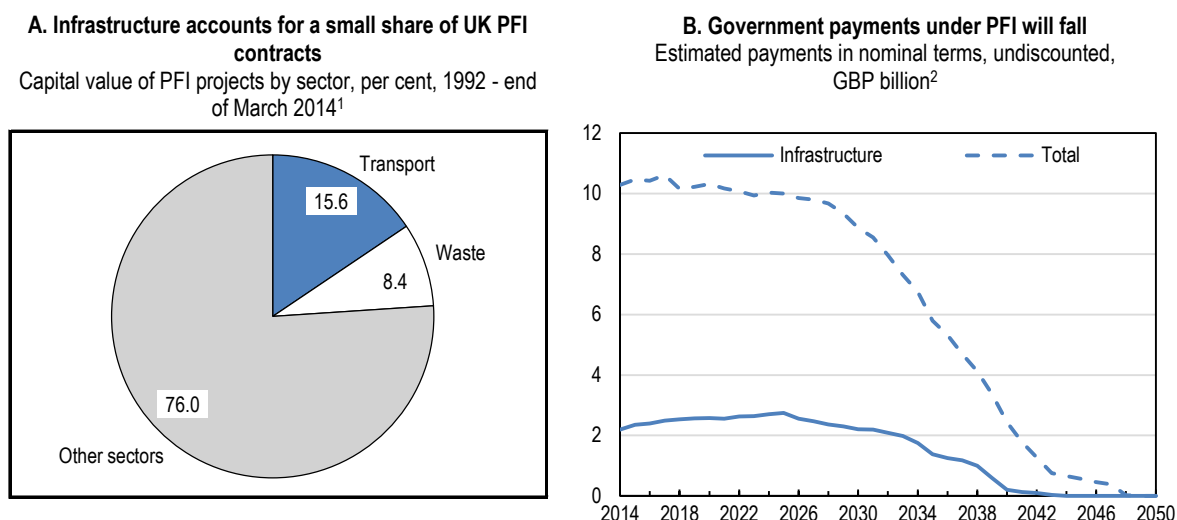 A. Infrastructure accounts for a small share of UK PFI
contracts
Capital value of PFI projects by sector, per cent, 1992 - end
of March 2014¹
Transport
15.6
Waste
8.4
76.0
Other sectors
B. Government payments under PFI will fall
Estimated payments in nominal terms, undiscounted,
GBP billion²
12
Infrastructure Total
10
8
6
4
2
0
2014 2018 2022 2026 2030 2034 2038 2042 2046 2050